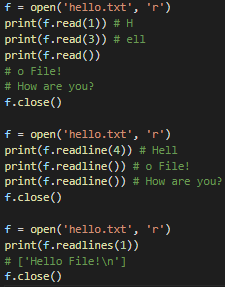 f = open('hello.txt', 'r')
print(f.read(1)) # H
print(f.read(3)) # ell
print(f.read())
# o File!
# How are you?
f.close()
f = open('hello.txt', 'r')
print(f.readline(4)) # Hell
print(f.readline()) # o File!
print(f.readline()) # How are you?
f = open('hello.txt', 'r')
print(f.readlines(1))
# ['Hello File!\n']
f.close()